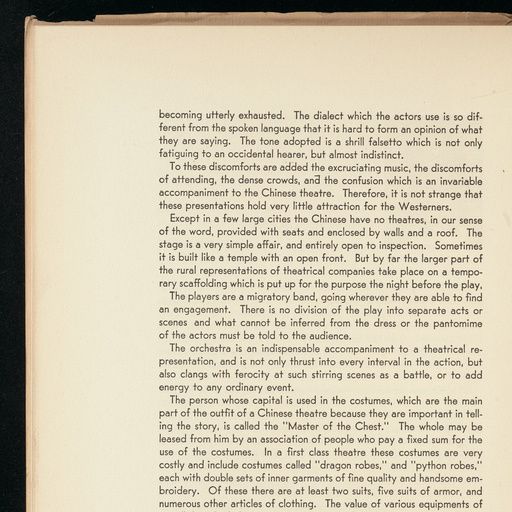 becoming utterly exhausted. The dialect which the actors use is so dif-
ferent from the spoken language that it is hard to form an opinion of what
they are saying. The tone adopted is a shrill falsetto which is not only
fatiguing to an occidental hearer, but almost indistinct.
To these discomforts are added the excruciating music, the discomforts
of attending, the dense crowds, and the confusion which is an invariable
accompaniment to the Chinese theatre. Therefore, it is not strange that
these presentations hold very little attraction for the Westerners.
Except in a few large cities the Chinese have no theatres, in our sense
of the word, provided with seats and enclosed by walls and a roof. The
stage is a very simple affair, and entirely open to inspection. Sometimes
it is built like a temple with an open front. But by far the larger part of
the rural representations of theatrical companies take place on a tempo-
rary scaffolding which is put up for the purpose the night before the play,
The players are a migratory band, going wherever they are able to find
an engagement. There is no division of the play into separate acts or
scenes and what cannot be inferred from the dress or the pantomime
of the actors must be told to the audience.
The orchestra is an indispensable accompaniment to a theatrical re-
presentation, and is not only thrust into every interval in the action, but
also clangs with ferocity at such stirring scenes as a battle, or to add
energy to any ordinary event.
The person whose capital is used in the costumes, which are the main
part of the outfit of a Chinese theatre because they are important in tell-
ing the story, is called the "Master of the Chest." The whole may be
leased from him by an association of people who pay a fixed sum for the
use of the costumes. In a first class theatre these costumes are very
costly and include costumes called "dragon robes," and "python robes,"
each with double sets of inner garments of fine quality and handsome em-
broidery. Of these there are at least two suits, five suits of armor, and
numerous other articles of clothing. The value of various equipments of